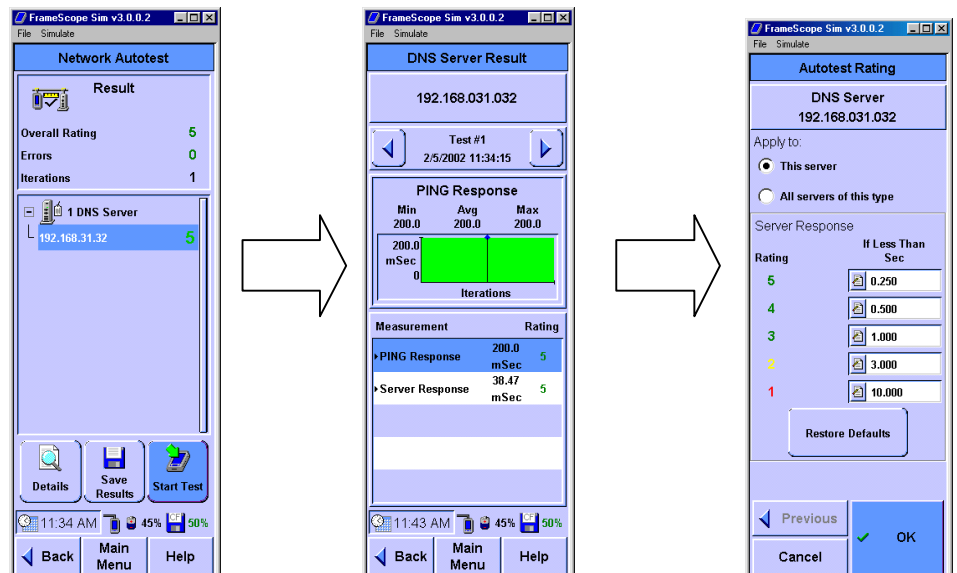 FrameScope Sim v3.0.0.2
File Simulate
Network Autotest
Result
Overall Rating 5
Errors 0
Iterations 1
1 DNS Server
192.168.31.32 5
Details
Save
Results
Start Test
11:34 AM 45% CF 50%
Back
Main
Menu
Help
FrameScope Sim v3.0.0.2
File Simulate
DNS Server Result
192.168.031.032
Test #1
2/5/2002 11:34:15
PING Response
Min Avg Max
200.0 200.0 200.0
200.0
mSec
0
Iterations
Measurement Rating
PING Response 200.0 mSec 5
Server Response 38.47 mSec 5
11:43 AM 45% CF 50%
Back
Main
Menu
Help
FrameScope Sim v3.0.0.2
File Simulate
Autotest Rating
DNS Server
192.168.031.032
Apply to:
This server
All servers of this type
Server Response
If Less Than
Rating Sec
5 0.250
4 0.500
3 1.000
2 3.000
1 10.000
Restore Defaults
Previous
OK
Cancel